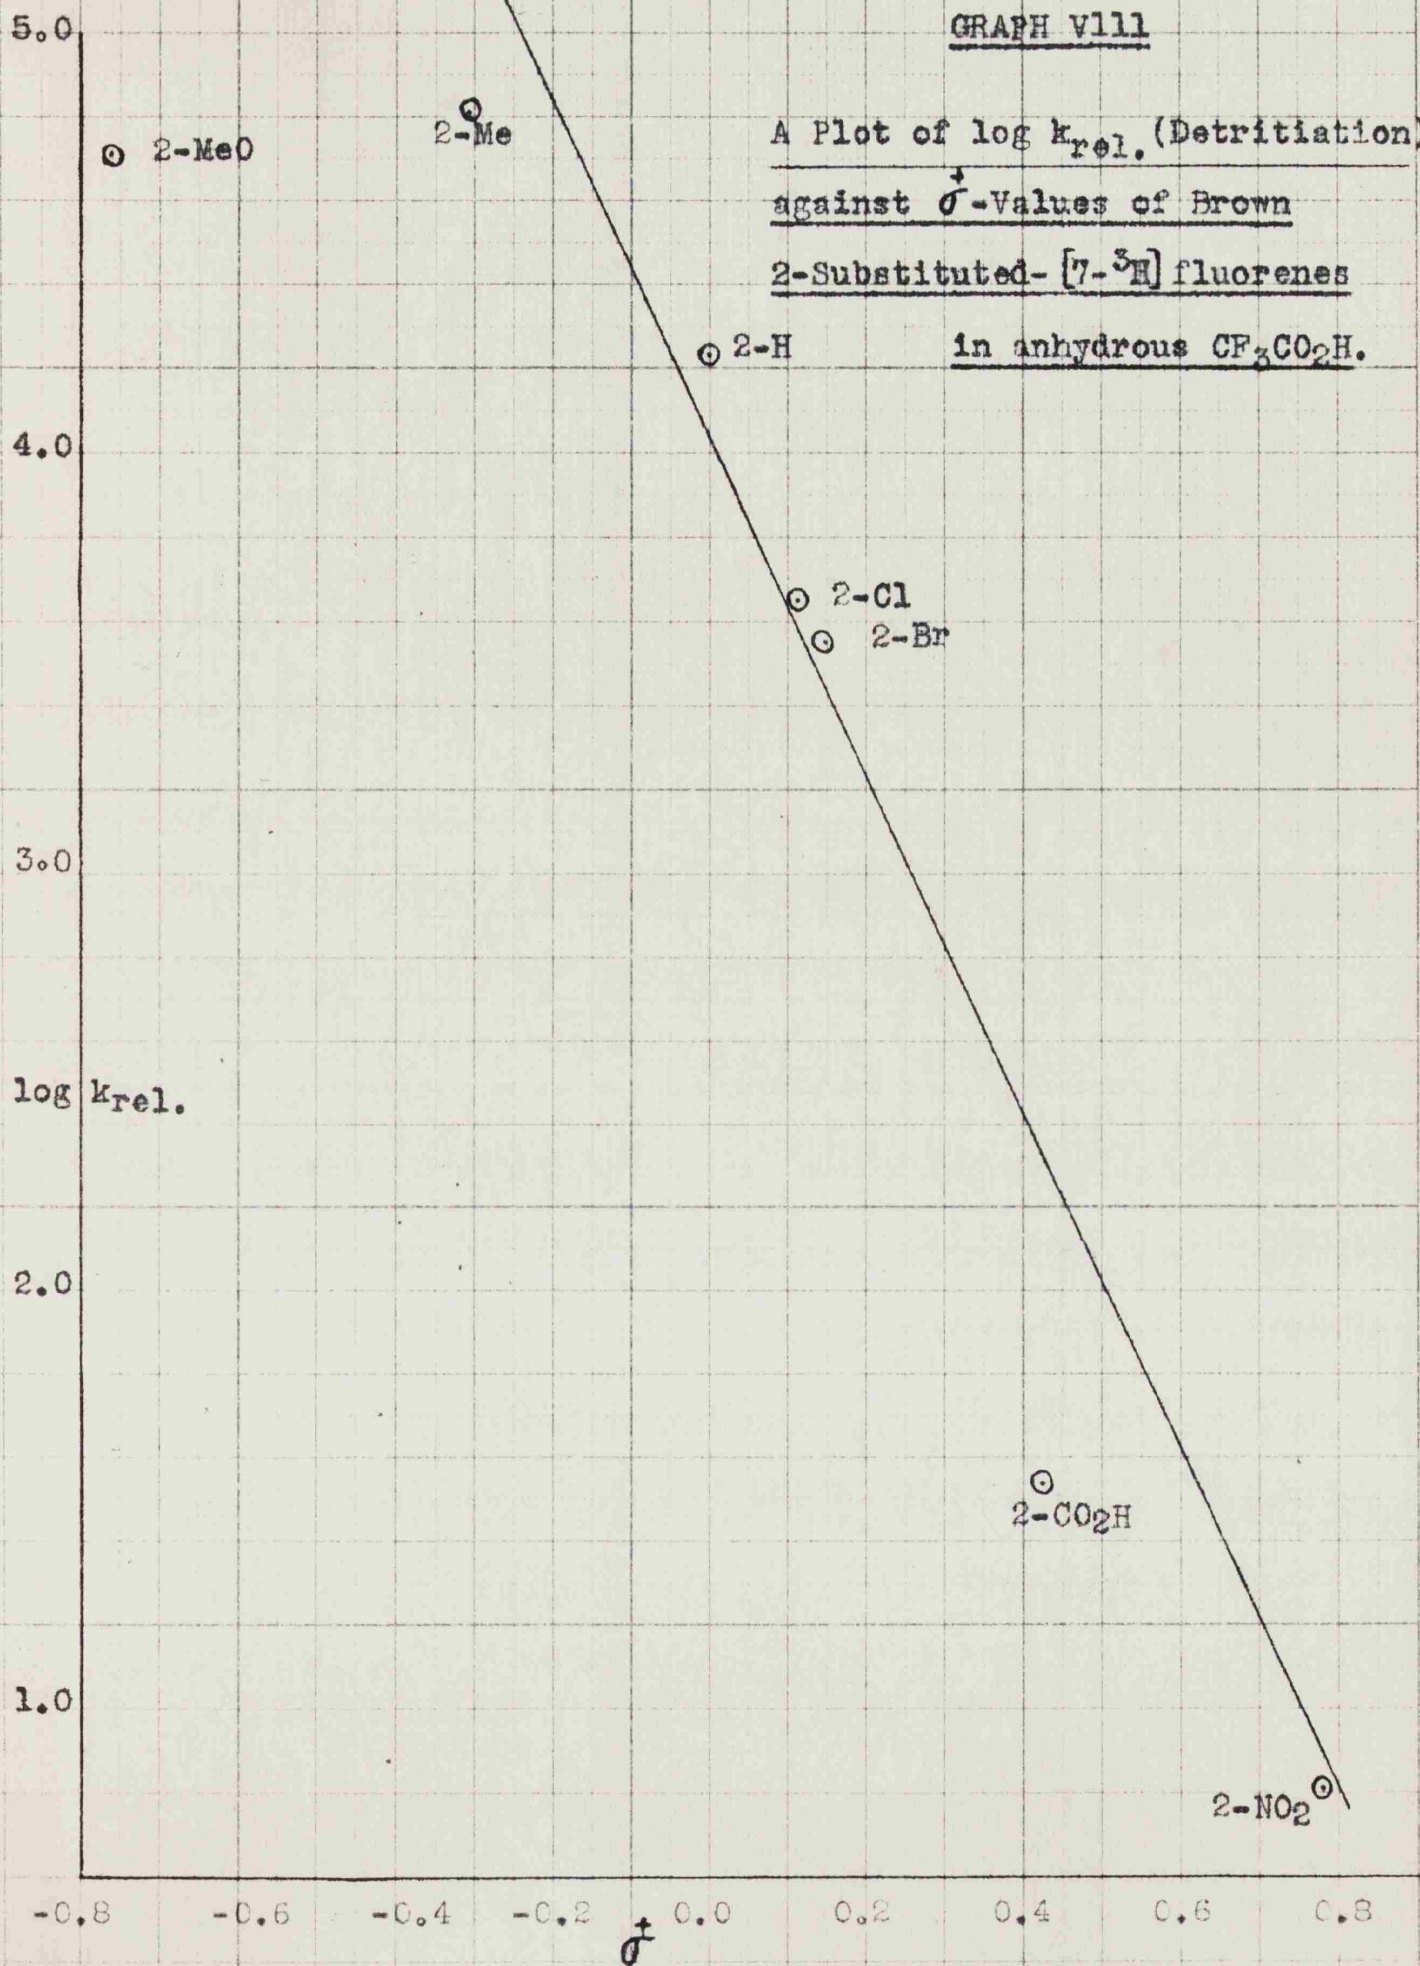 GRAPH V111
A Plot of log krel. (Detritiation)
against σ⁺-Values of Brown
2-Substituted-[7-³H] fluorenes
in anhydrous CF₃CO₂H.
5.0
2-MeO
2-Me
2-H
4.0
2-Cl
2-Br
3.0
log krel.
2.0
2-CO₂H
1.0
2-NO₂
-0.8 -0.6 -0.4 -0.2 0.0 0.2 0.4 0.6 0.8
σ⁺